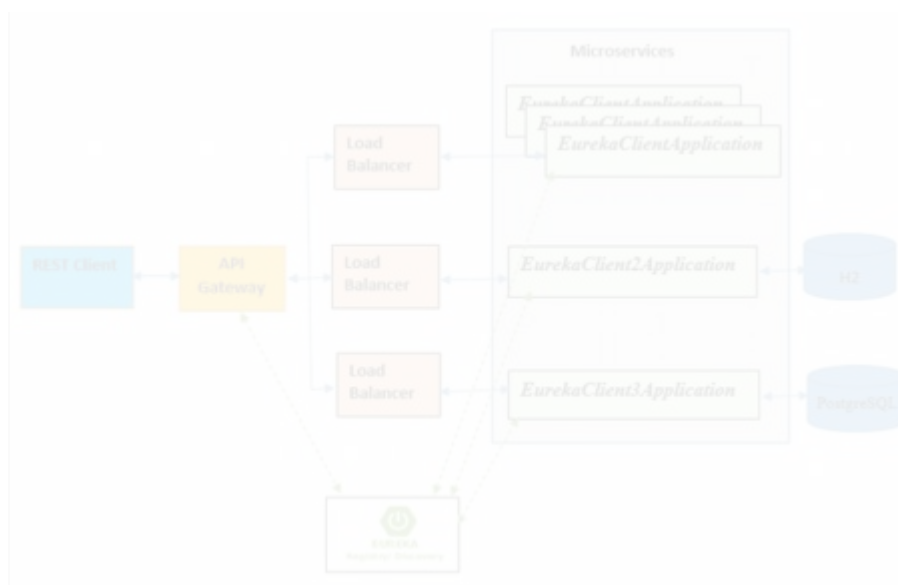 Microservices
EurekaClientApplication
EurekaClientApplication
EurekaClientApplication
Load
Balancer
REST Client
API
Gateway
Load
Balancer
EurekaClient2Application
H2
Load
Balancer
EurekaClient3Application
PostgreSQL
EUREKA